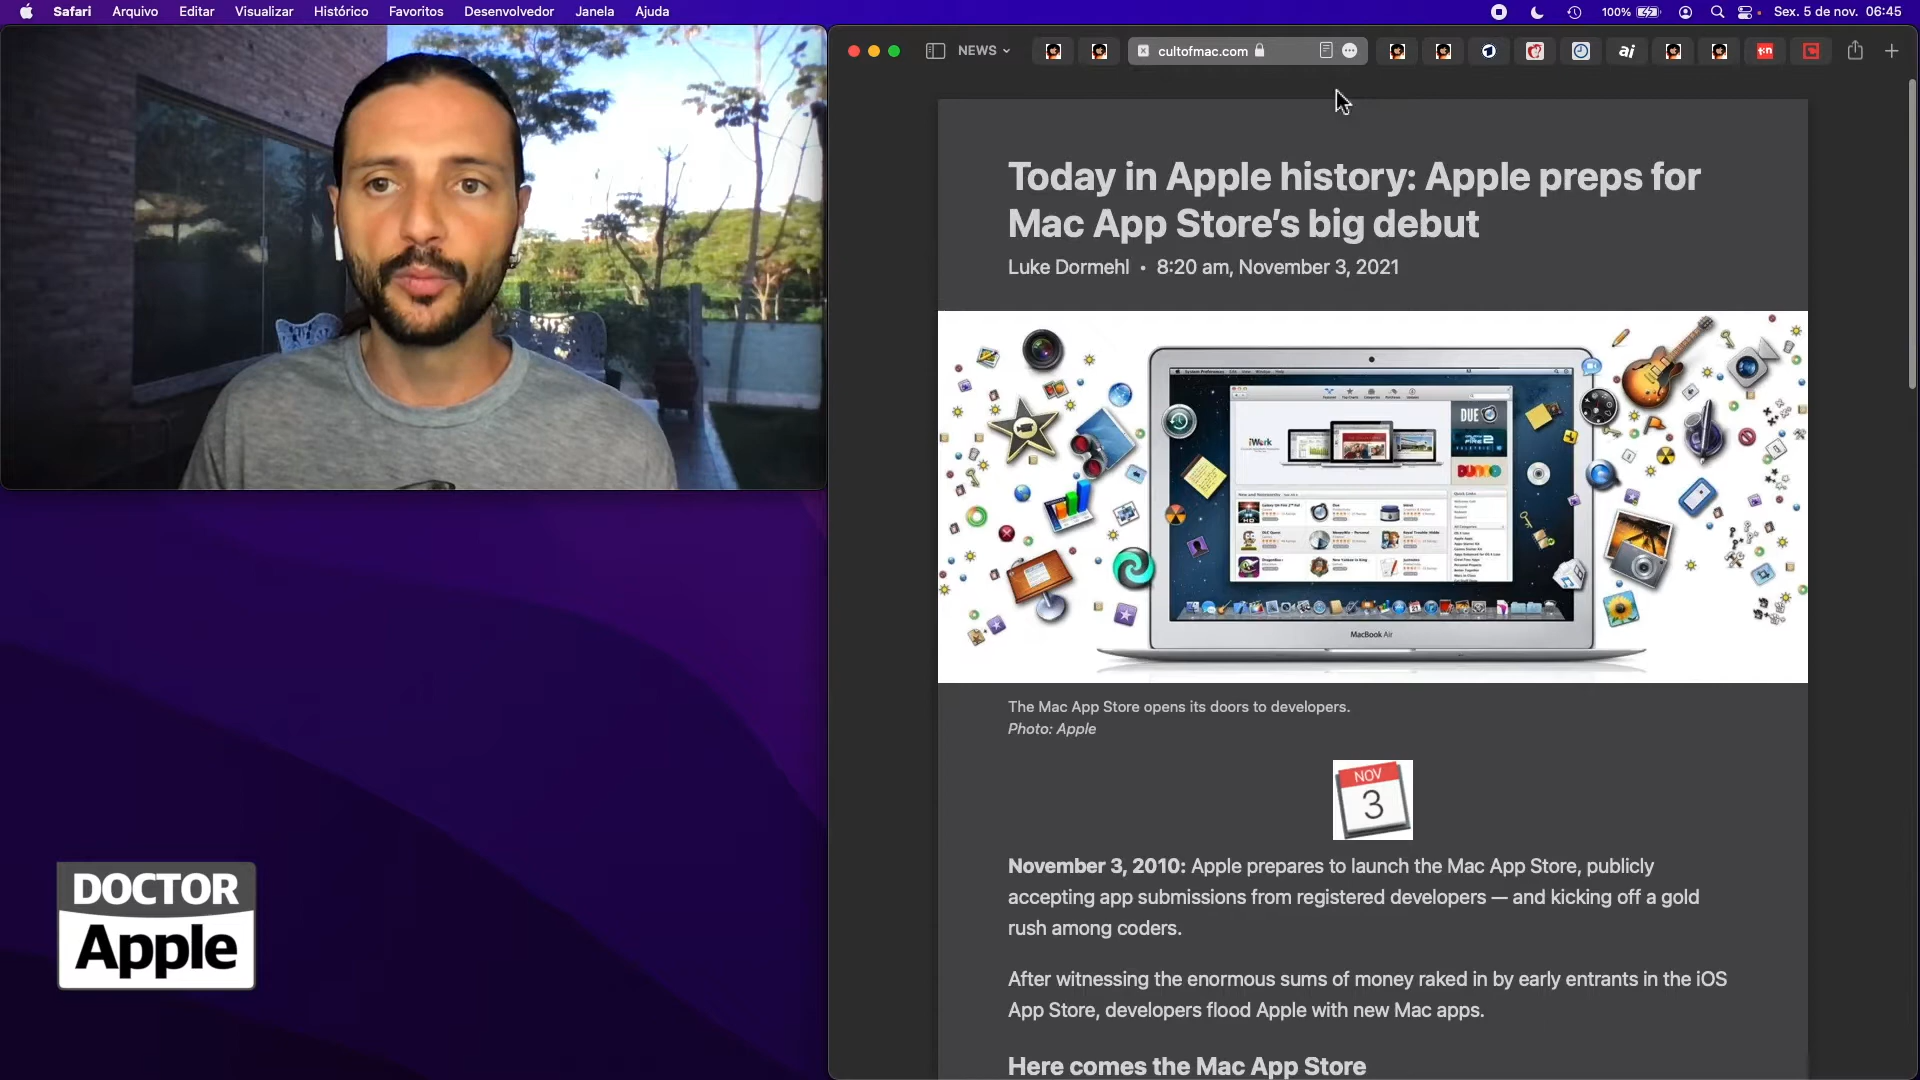 Safari Arquivo Editar Visualizar Histórico Favoritos Desenvolvedor Janela Ajuda
100% Sex. 5 de nov. 06:45
NEWS
cultofmac.com
ai
Today in Apple history: Apple preps for
Mac App Store’s big debut
Luke Dormehl • 8:20 am, November 3, 2021
DUE
iWork
MacBook Air
The Mac App Store opens its doors to developers.
Photo: Apple
NOV
3
November 3, 2010: Apple prepares to launch the Mac App Store, publicly
accepting app submissions from registered developers — and kicking off a gold
rush among coders.
After witnessing the enormous sums of money raked in by early entrants in the iOS
App Store, developers flood Apple with new Mac apps.
Here comes the Mac App Store
DOCTOR
Apple